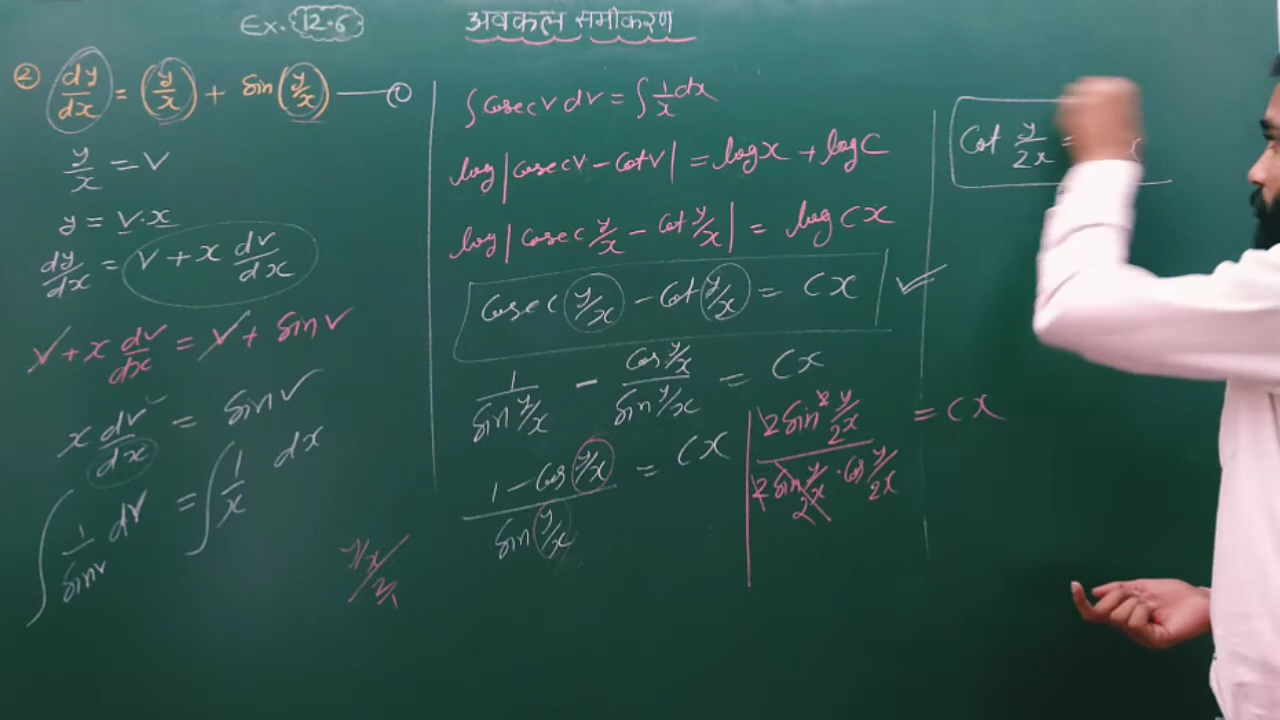 Ex. 12.6
अवकल समीकरण
② dy/dx = (y/x) + sin(y/x) —— ①
y/x = v
y = v.x
dy/dx = v + x dv/dx
v + x dv/dx = v + sin v
x dv/dx = sin v
∫ 1/sin v dv = ∫ 1/x dx
y/x / 2/1
∫ cosec v dv = ∫ 1/x dx
log|cosec v - cot v| = log x + log C
log|cosec y/x - cot y/x| = log Cx
cosec (y/x) - cot (y/x) = Cx
1/sin y/x - cos y/x / sin y/x = Cx
1 - cos (y/x) / sin (y/x) = Cx
2 sin² y/2x / 2 sin y/2x · cos y/2x = Cx
Cot y/2x =